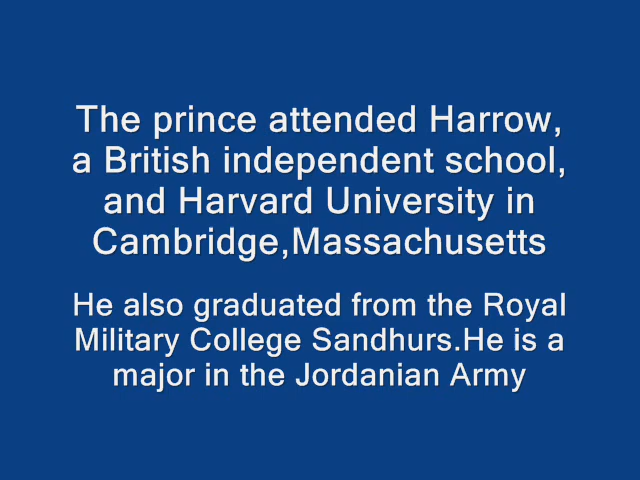 The prince attended Harrow,
a British independent school,
and Harvard University in
Cambridge,Massachusetts
He also graduated from the Royal
Military College Sandhurs.He is a
major in the Jordanian Army